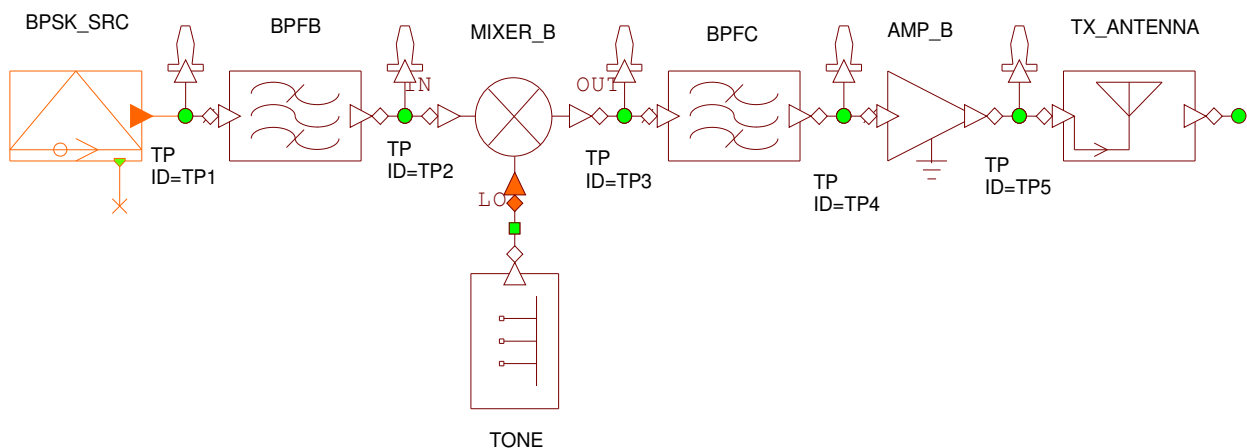 BPSK_SRC
BPFB
MIXER_B
BPFC
AMP_B
TX_ANTENNA
IN
OUT
TP
ID=TP1
TP
ID=TP2
TP
ID=TP3
TP
ID=TP4
TP
ID=TP5
LO
TONE